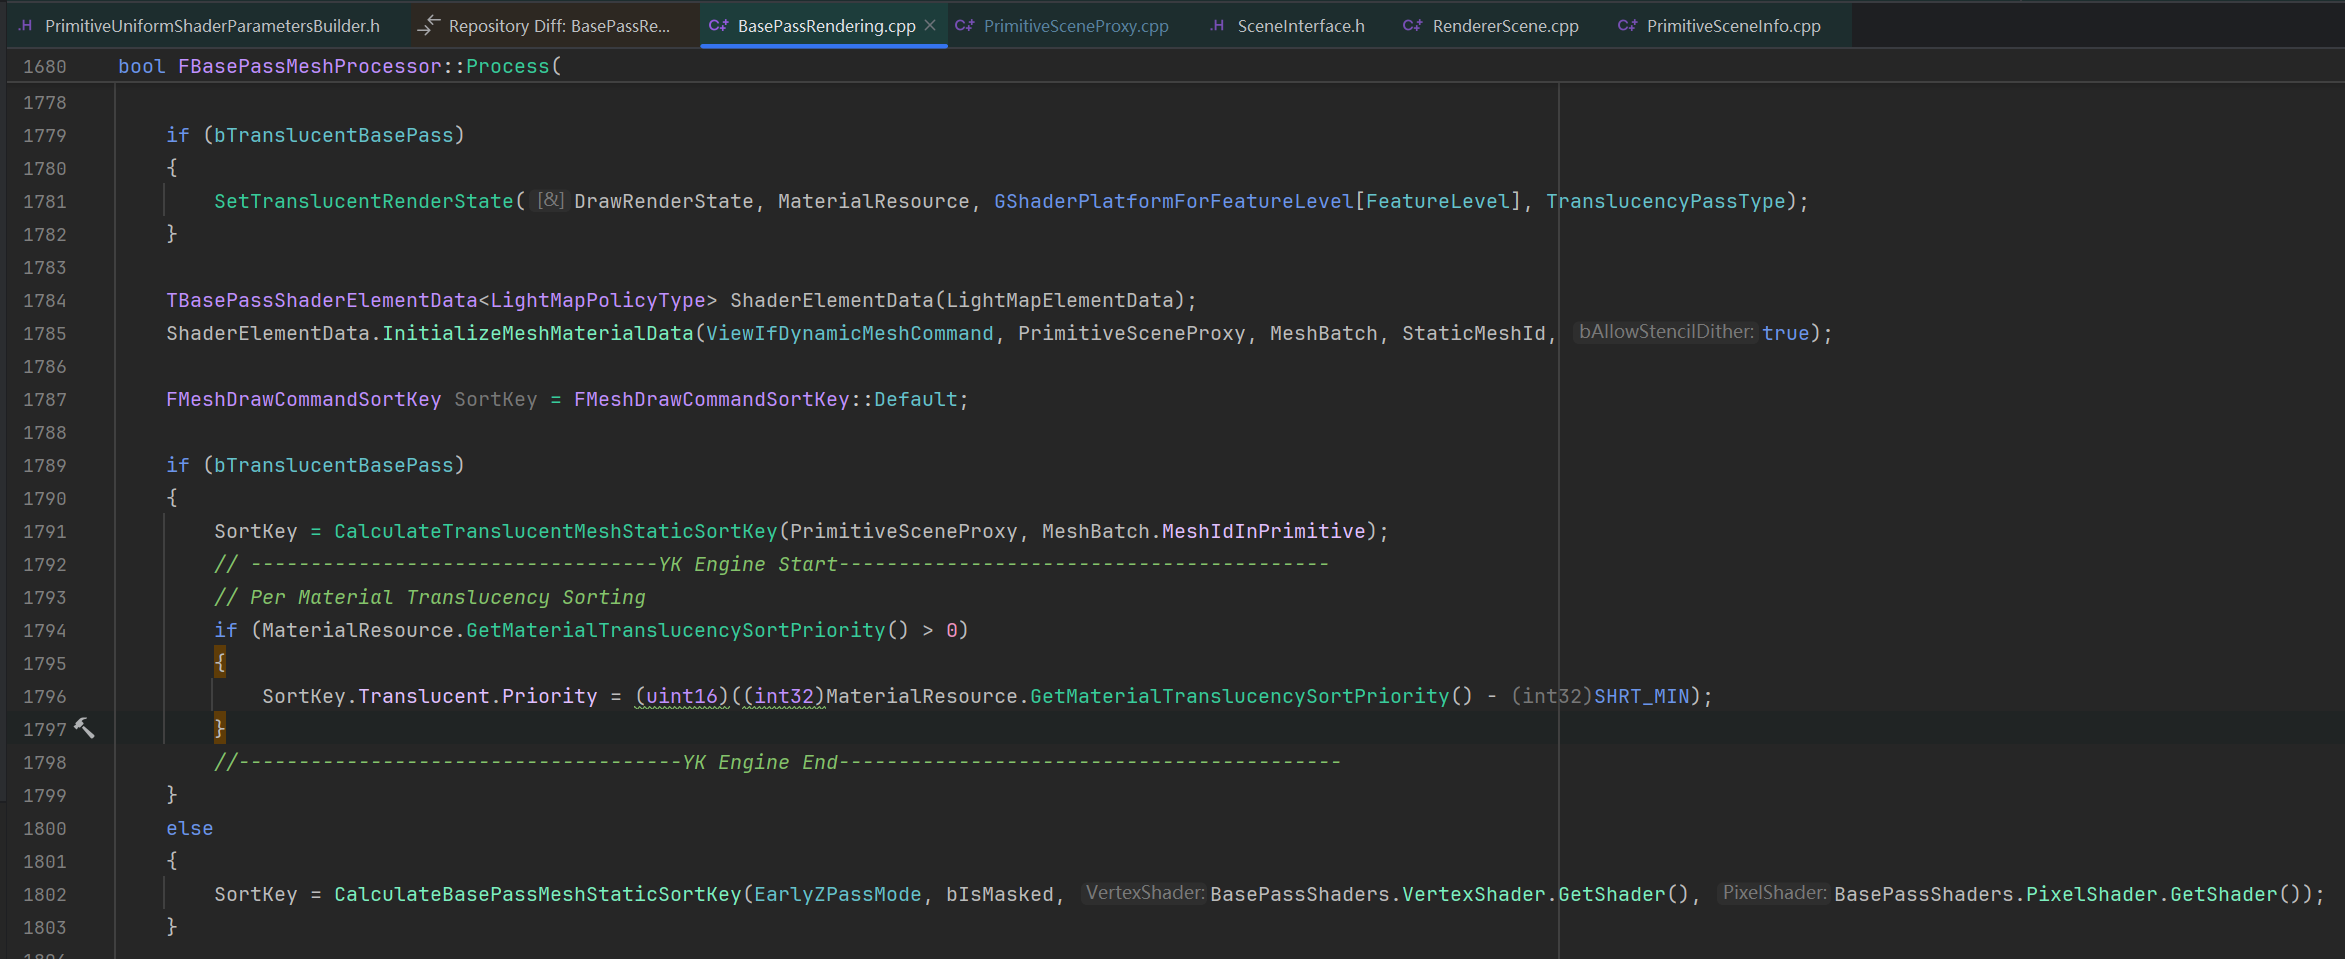 .H PrimitiveUniformShaderParametersBuilder.h Repository Diff: BasePassRe... C++ BasePassRendering.cpp C++ PrimitiveSceneProxy.cpp .H SceneInterface.h C++ RendererScene.cpp C++ PrimitiveSceneInfo.cpp
1680 bool FBasePassMeshProcessor::Process(
1778
1779 if (bTranslucentBasePass)
1780 {
1781 SetTranslucentRenderState( [&] DrawRenderState, MaterialResource, GShaderPlatformForFeatureLevel[FeatureLevel], TranslucencyPassType);
1782 }
1783
1784 TBasePassShaderElementData<LightMapPolicyType> ShaderElementData(LightMapElementData);
1785 ShaderElementData.InitializeMeshMaterialData(ViewIfDynamicMeshCommand, PrimitiveSceneProxy, MeshBatch, StaticMeshId, bAllowStencilDither: true);
1786
1787 FMeshDrawCommandSortKey SortKey = FMeshDrawCommandSortKey::Default;
1788
1789 if (bTranslucentBasePass)
1790 {
1791 SortKey = CalculateTranslucentMeshStaticSortKey(PrimitiveSceneProxy, MeshBatch.MeshIdInPrimitive);
1792 // ----------------------------------YK Engine Start-----------------------------------------
1793 // Per Material Translucency Sorting
1794 if (MaterialResource.GetMaterialTranslucencySortPriority() > 0)
1795 {
1796 SortKey.Translucent.Priority = (uint16)((int32)MaterialResource.GetMaterialTranslucencySortPriority() - (int32)SHRT_MIN);
1797 }
1798 //-------------------------------------YK Engine End------------------------------------------
1799 }
1800 else
1801 {
1802 SortKey = CalculateBasePassMeshStaticSortKey(EarlyZPassMode, bIsMasked, VertexShader: BasePassShaders.VertexShader.GetShader(), PixelShader: BasePassShaders.PixelShader.GetShader());
1803 }